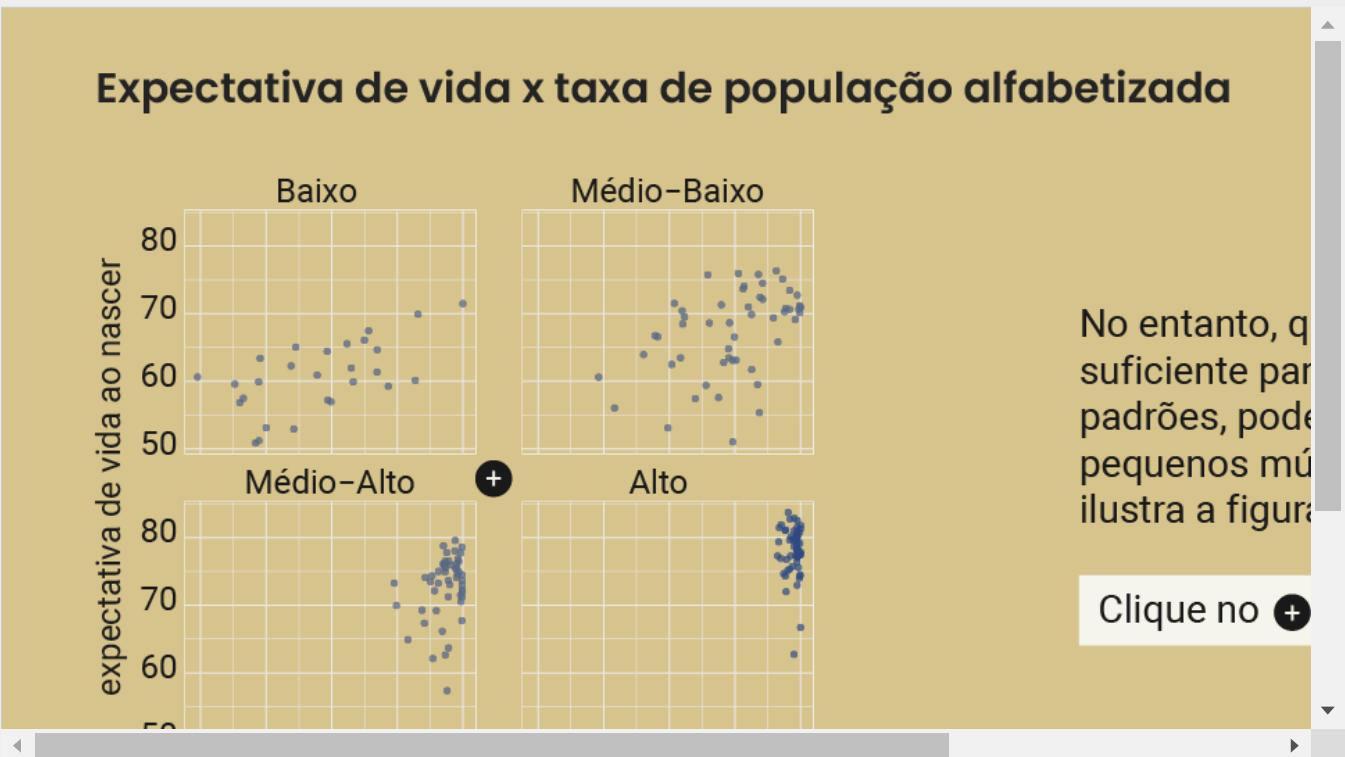 Expectativa de vida x taxa de população alfabetizada
Baixo
Médio-Baixo
80
70
60
50
expectativa de vida ao nascer
Médio-Alto
Alto
80
70
60
No entanto, q
suficiente par
padrões, pode
pequenos mú
ilustra a figura
Clique no